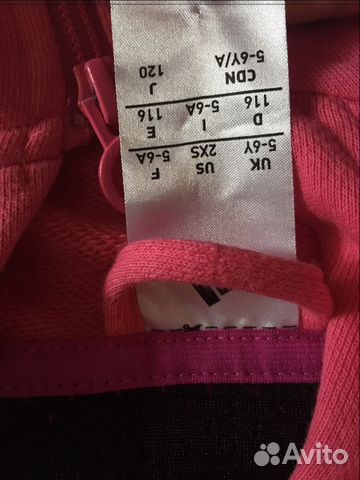 UK US F
5-6Y 2XS 5-6A
D I E
116 5-6A 116
CDN J
5-6Y/A 120
Avito